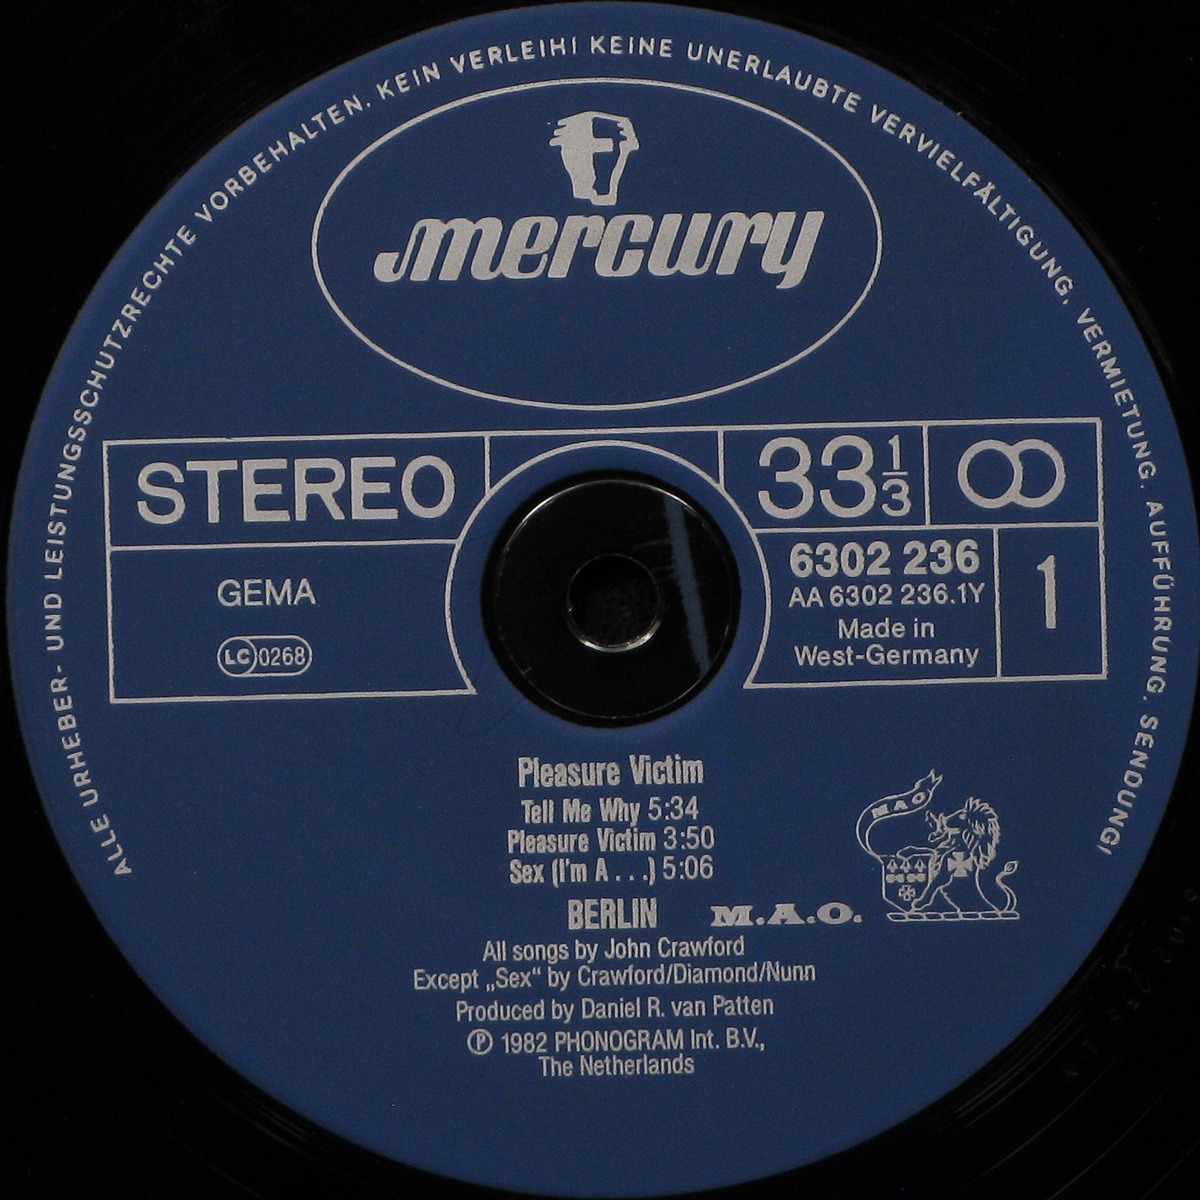 ALLE URHEBER- UND LEISTUNGSSCHUTZRECHTE VORBEHALTEN. KEIN VERLEIH! KEINE UNERLAUBTE VERVIELFÄLTIGUNG, VERMIETUNG, AUFFÜHRUNG, SENDUNG!
mercury
STEREO
33 1/3
GEMA
LC 0268
6302 236
AA 6302 236.1Y
Made in
West-Germany
1
Pleasure Victim
Tell Me Why 5:34
Pleasure Victim 3:50
Sex (I'm A . . .) 5:06
MAO
BERLIN
M.A.O.
All songs by John Crawford
Except „Sex“ by Crawford/Diamond/Nunn
Produced by Daniel R. van Patten
℗ 1982 PHONOGRAM Int. B.V.,
The Netherlands